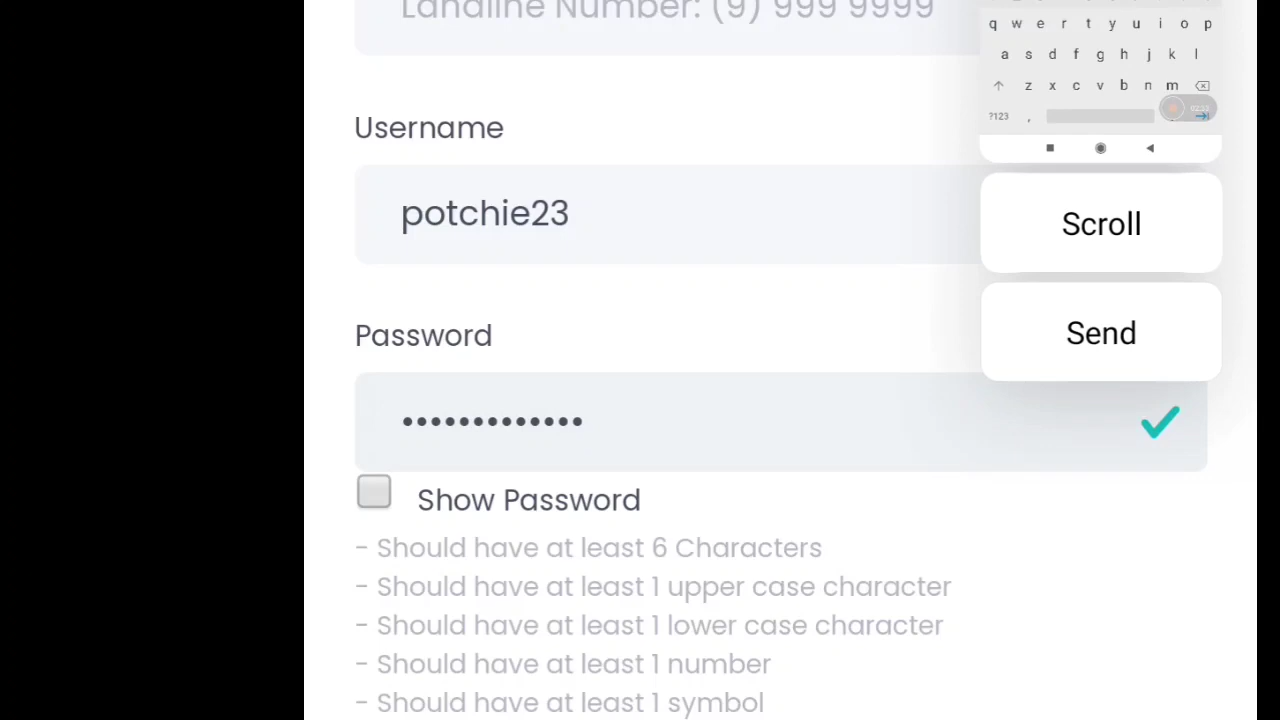 Landline Number: (9) 999 9999
q w e r t y u i o p
a s d f g h j k l
z x c v b n m
?123 ,
Username
potchie23
Scroll
Send
Password
•••••••••••••
Show Password
- Should have at least 6 Characters
- Should have at least 1 upper case character
- Should have at least 1 lower case character
- Should have at least 1 number
- Should have at least 1 symbol